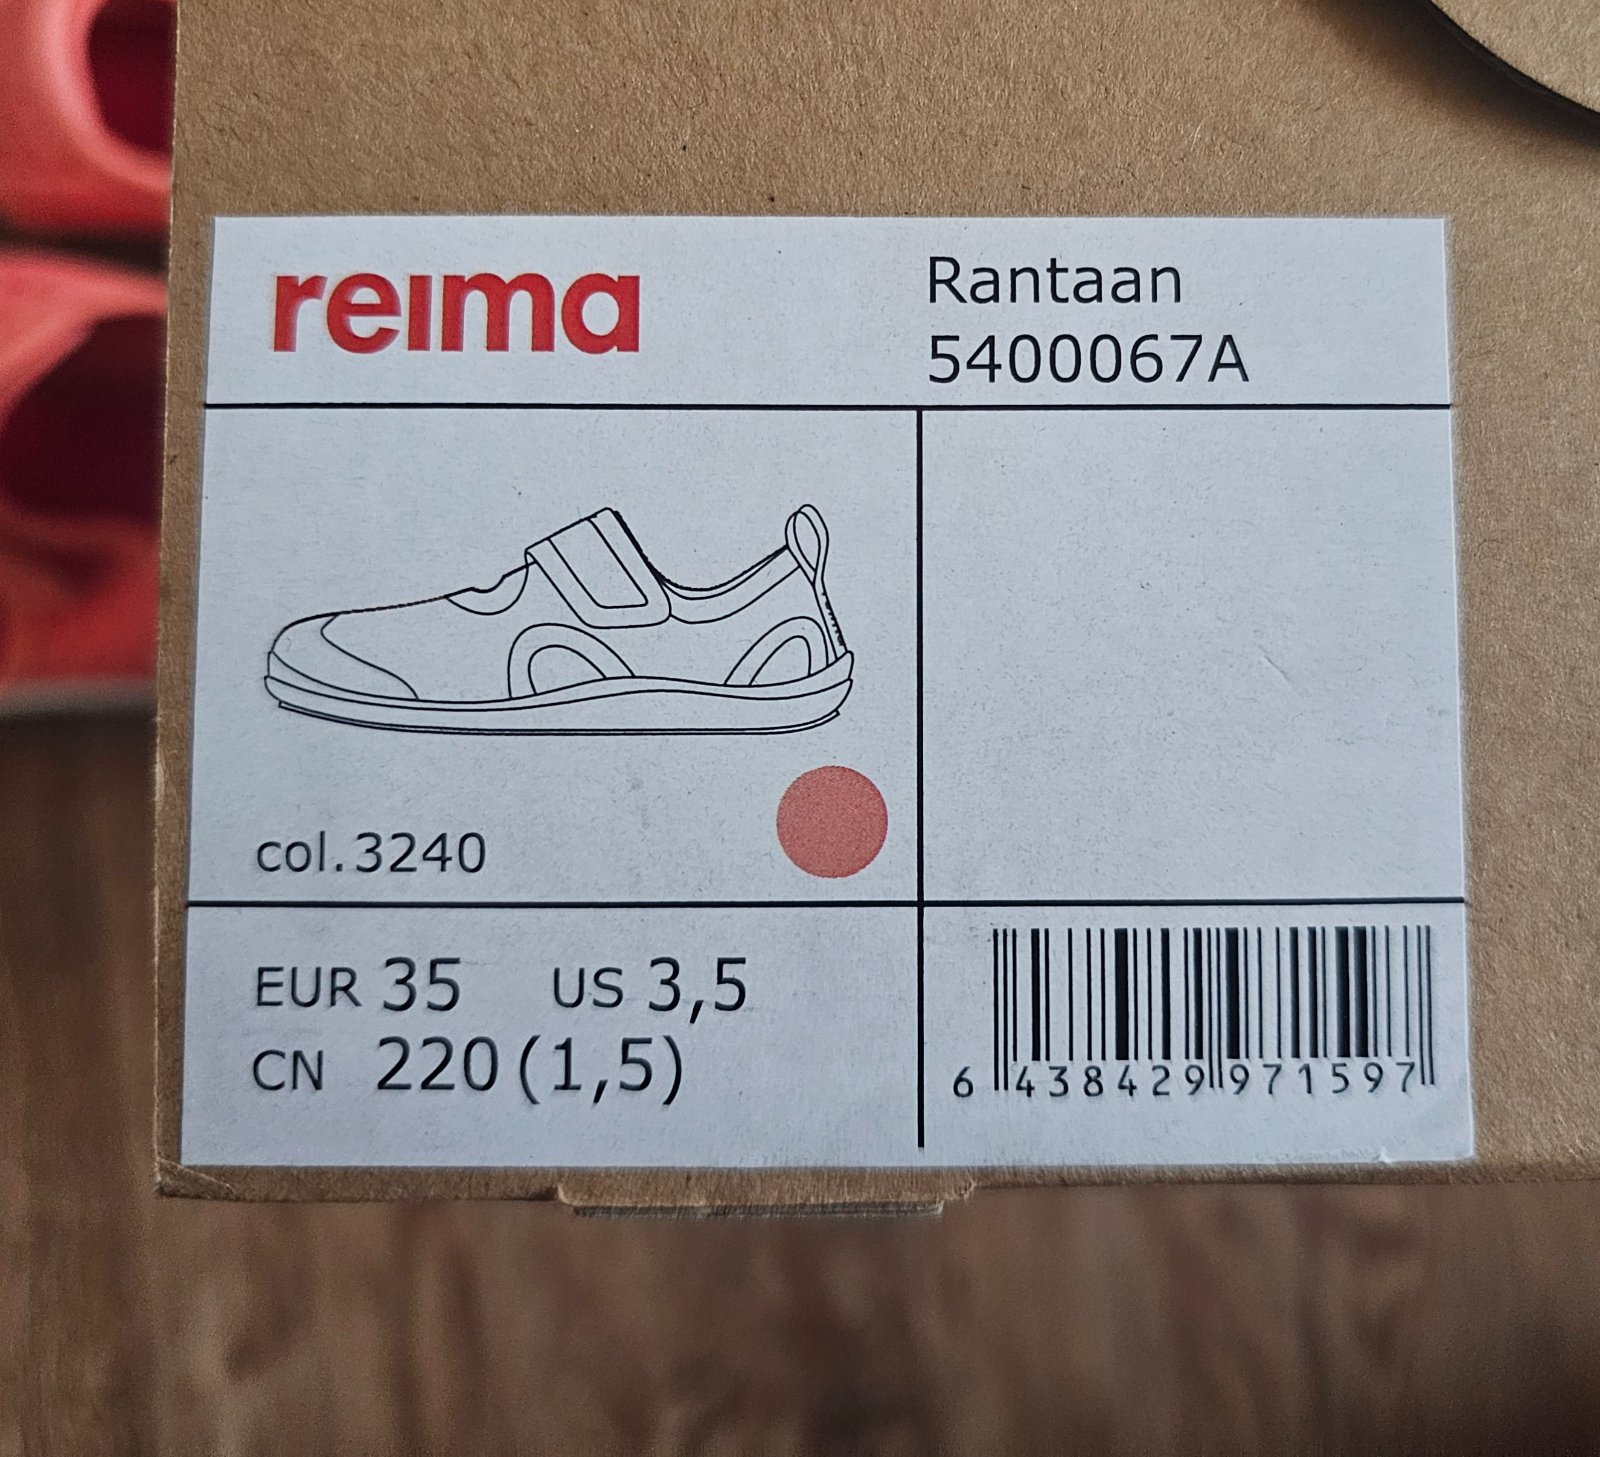 reima
Rantaan
5400067A
col.3240
EUR 35 US 3,5
CN 220 (1,5)
6 438429 971597